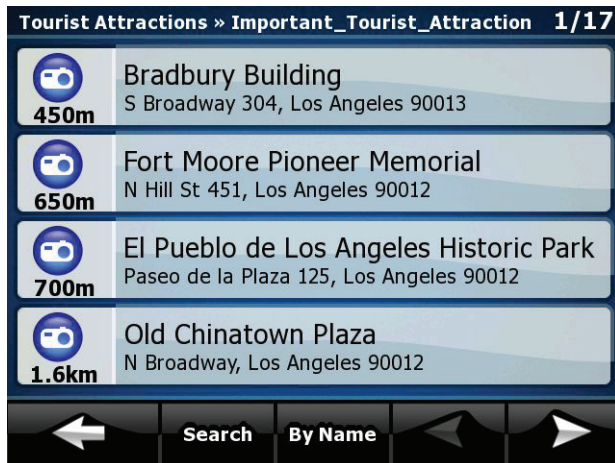 Tourist Attractions » Important_Tourist_Attraction 1/17
Bradbury Building
S Broadway 304, Los Angeles 90013
450m
Fort Moore Pioneer Memorial
N Hill St 451, Los Angeles 90012
650m
El Pueblo de Los Angeles Historic Park
Paseo de la Plaza 125, Los Angeles 90012
700m
Old Chinatown Plaza
N Broadway, Los Angeles 90012
1.6km
Search By Name